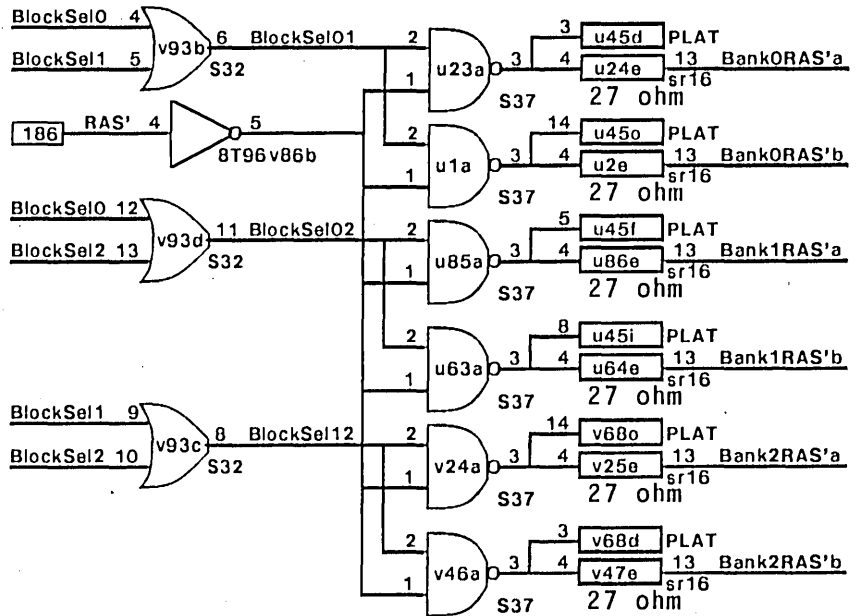 BlockSel0 4
BlockSel1 5
v93b
6 BlockSel01
S32
2
1
u23a
3
S37
3 u45d PLAT
4 u24e 13 Bank0RAS'a
sr16
27 ohm
186 RAS' 4 5
8T96 v86b
2
1
u1a
3
S37
14 u45o PLAT
4 u2e 13 Bank0RAS'b
sr16
27 ohm
BlockSel0 12
BlockSel2 13
v93d
11 BlockSel02
S32
2
1
u85a
3
S37
5 u45f PLAT
4 u86e 13 Bank1RAS'a
sr16
27 ohm
2
1
u63a
3
S37
8 u45i PLAT
4 u64e 13 Bank1RAS'b
sr16
27 ohm
BlockSel1 9
BlockSel2 10
v93c
8 BlockSel12
S32
2
1
v24a
3
S37
14 v68o PLAT
4 v25e 13 Bank2RAS'a
sr16
27 ohm
2
1
v46a
3
S37
3 v68d PLAT
4 v47e 13 Bank2RAS'b
sr16
27 ohm